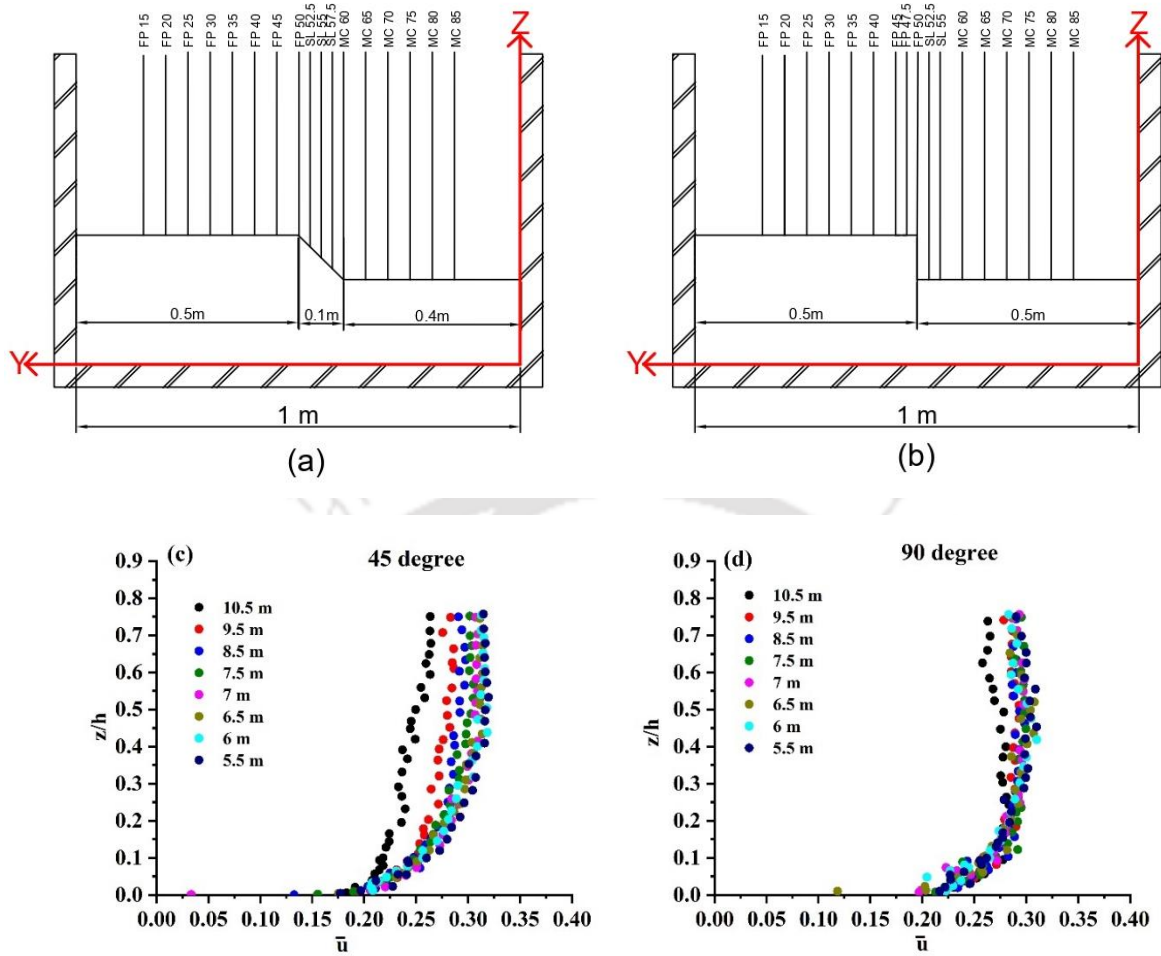 FP 15
FP 20
FP 25
FP 30
FP 35
FP 40
FP 45
FP 50
SL 52.5
SL 55
SL 57.5
MC 60
MC 65
MC 70
MC 75
MC 80
MC 85
Z
0.5m
0.1m
0.4m
Y
1 m
(a)
FP 15
FP 20
FP 25
FP 30
FP 35
FP 40
FP 45
FP 47.5
FP 50
SL 52.5
SL 55
MC 60
MC 65
MC 70
MC 75
MC 80
MC 85
Z
0.5m
0.5m
Y
1 m
(b)
(c) 45 degree
0.9
0.8
0.7
0.6
0.5
0.4
0.3
0.2
0.1
0.0
z/h
10.5 m
9.5 m
8.5 m
7.5 m
7 m
6.5 m
6 m
5.5 m
0.00 0.05 0.10 0.15 0.20 0.25 0.30 0.35 0.40
ū
(d) 90 degree
0.9
0.8
0.7
0.6
0.5
0.4
0.3
0.2
0.1
0.0
z/h
10.5 m
9.5 m
8.5 m
7.5 m
7 m
6.5 m
6 m
5.5 m
0.00 0.05 0.10 0.15 0.20 0.25 0.30 0.35 0.40
ū